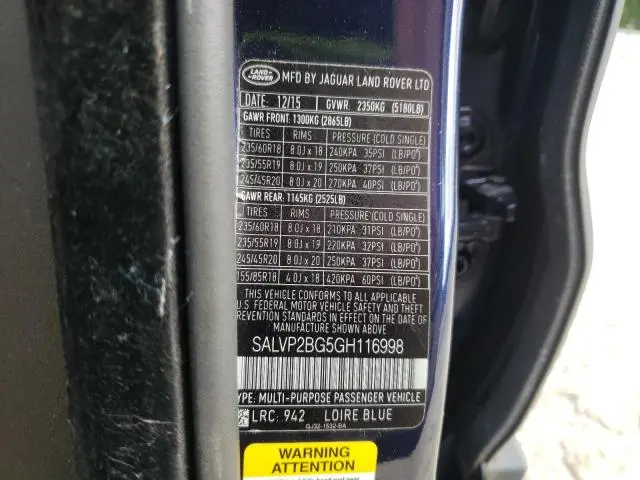 LAND ROVER
MFD BY JAGUAR LAND ROVER LTD
DATE: 12/15 GVWR: 2350KG (5180LB)
GAWR FRONT: 1300KG (2865LB)
TIRES RIMS PRESSURE (COLD SINGLE)
235/60R18 8.0J x 18 240KPA 35PSI (LB/PO²)
235/55R19 8.0J x 19 250KPA 37PSI (LB/PO²)
245/45R20 8.0J x 20 270KPA 40PSI (LB/PO²)
GAWR REAR: 1145KG (2525LB)
TIRES RIMS PRESSURE (COLD SINGLE)
235/60R18 8.0J x 18 210KPA 31PSI (LB/PO²)
235/55R19 8.0J x 19 220KPA 32PSI (LB/PO²)
245/45R20 8.0J x 20 250KPA 37PSI (LB/PO²)
155/85R18 4.0J x 18 420KPA 60PSI (LB/PO²)
THIS VEHICLE CONFORMS TO ALL APPLICABLE
U.S. FEDERAL MOTOR VEHICLE SAFETY AND THEFT
PREVENTION STANDARDS IN EFFECT ON THE DATE
OF MANUFACTURE SHOWN ABOVE
SALVP2BG5GH116998
TYPE: MULTI-PURPOSE PASSENGER VEHICLE
LRC: 942 LOIRE BLUE
GJ32-1532-BA
WARNING
ATTENTION